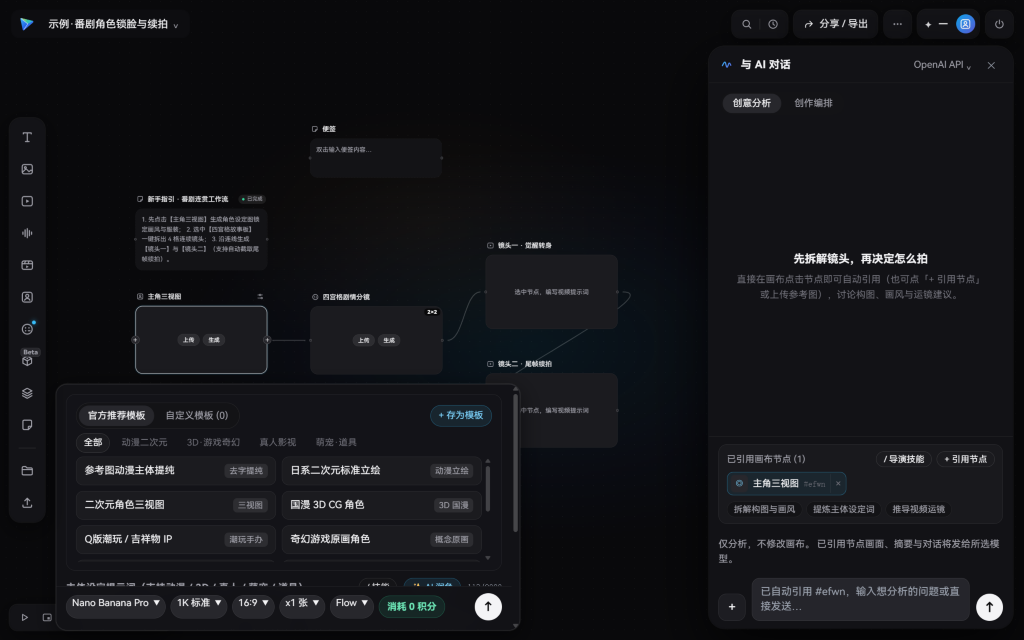 示例·番剧角色锁脸与续拍
分享 / 导出
与 AI 对话
OpenAI API
创意分析
创作编排
便签
双击输入便签内容...
新手指引 · 番剧连贯工作流
已完成
1. 先点击【主角三视图】生成角色设定图锁
定画风与服装； 2. 选中【四宫格故事板】
一键拆出 4 格连续镜头； 3. 沿连线生成
【镜头一】与【镜头二】（支持自动截取尾
帧续拍）。
镜头一 · 觉醒转身
选中节点，编写视频提示词
主角三视图
上传
生成
四宫格剧情分镜
2×2
上传
生成
镜头二 · 尾帧续拍
中节点，编写视频提示词
Beta
先拆解镜头，再决定怎么拍
直接在画布点击节点即可自动引用（也可点「+ 引用节点」
或上传参考图），讨论构图、画风与运镜建议。
官方推荐模板
自定义模板 (0)
+ 存为模板
全部
动漫二次元
3D·游戏奇幻
真人影视
萌宠·道具
参考图动漫主体提纯
去字提纯
日系二次元标准立绘
动漫立绘
二次元角色三视图
三视图
国漫 3D CG 角色
3D 国漫
Q版潮玩 / 吉祥物 IP
潮玩手办
奇幻游戏原画角色
概念原画
Nano Banana Pro
1K 标准
16:9
x1 张
Flow
消耗 0 积分
已引用画布节点 (1)
/ 导演技能
+ 引用节点
主角三视图
#efwn
×
拆解构图与画风
提炼主体设定词
推导视频运镜
仅分析，不修改画布。 已引用节点画面、摘要与对话将发给所选模
型。
已自动引用 #efwn，输入想分析的问题或直
接发送...